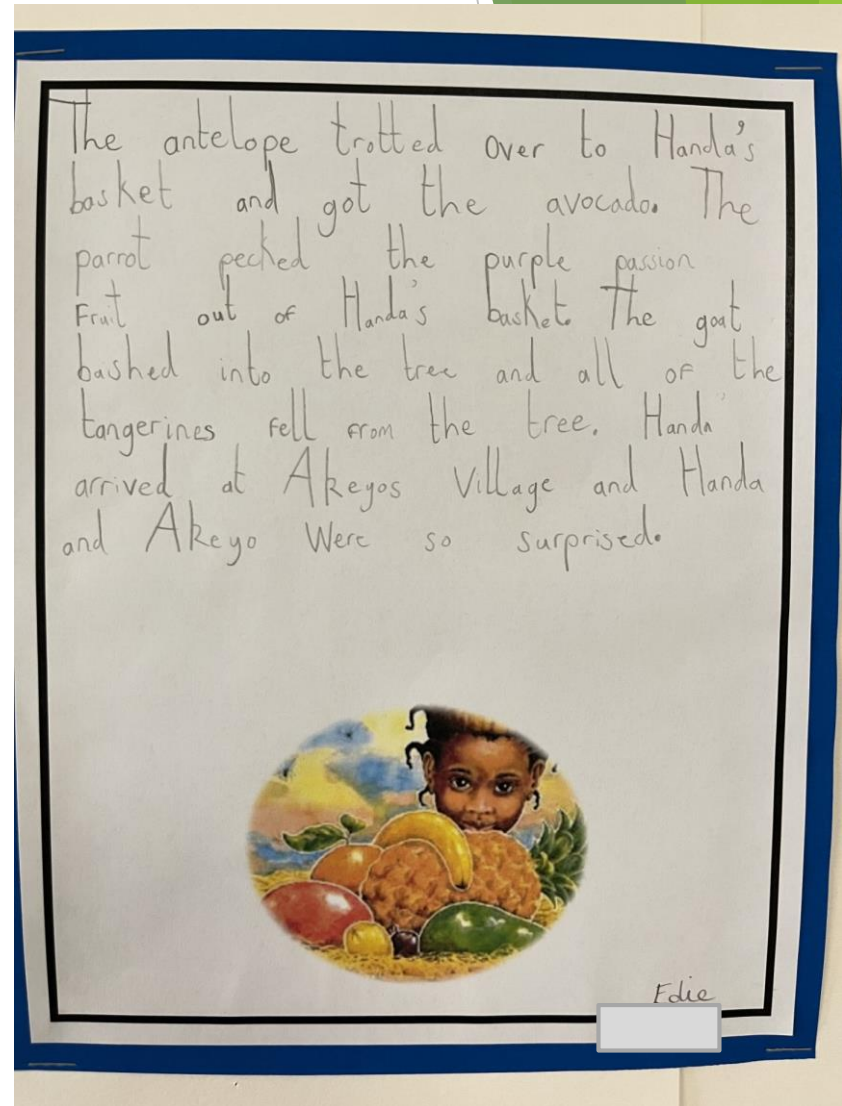 The antelope trotted over to Handa's
basket and got the avocado. The
parrot pecked the purple passion
Fruit out of Handa's basket. The goat
bashed into the tree and all of the
tangerines fell from the tree. Handa
arrived at Akeyos Village and Handa
and Akeyo Were so surprised.
Edie